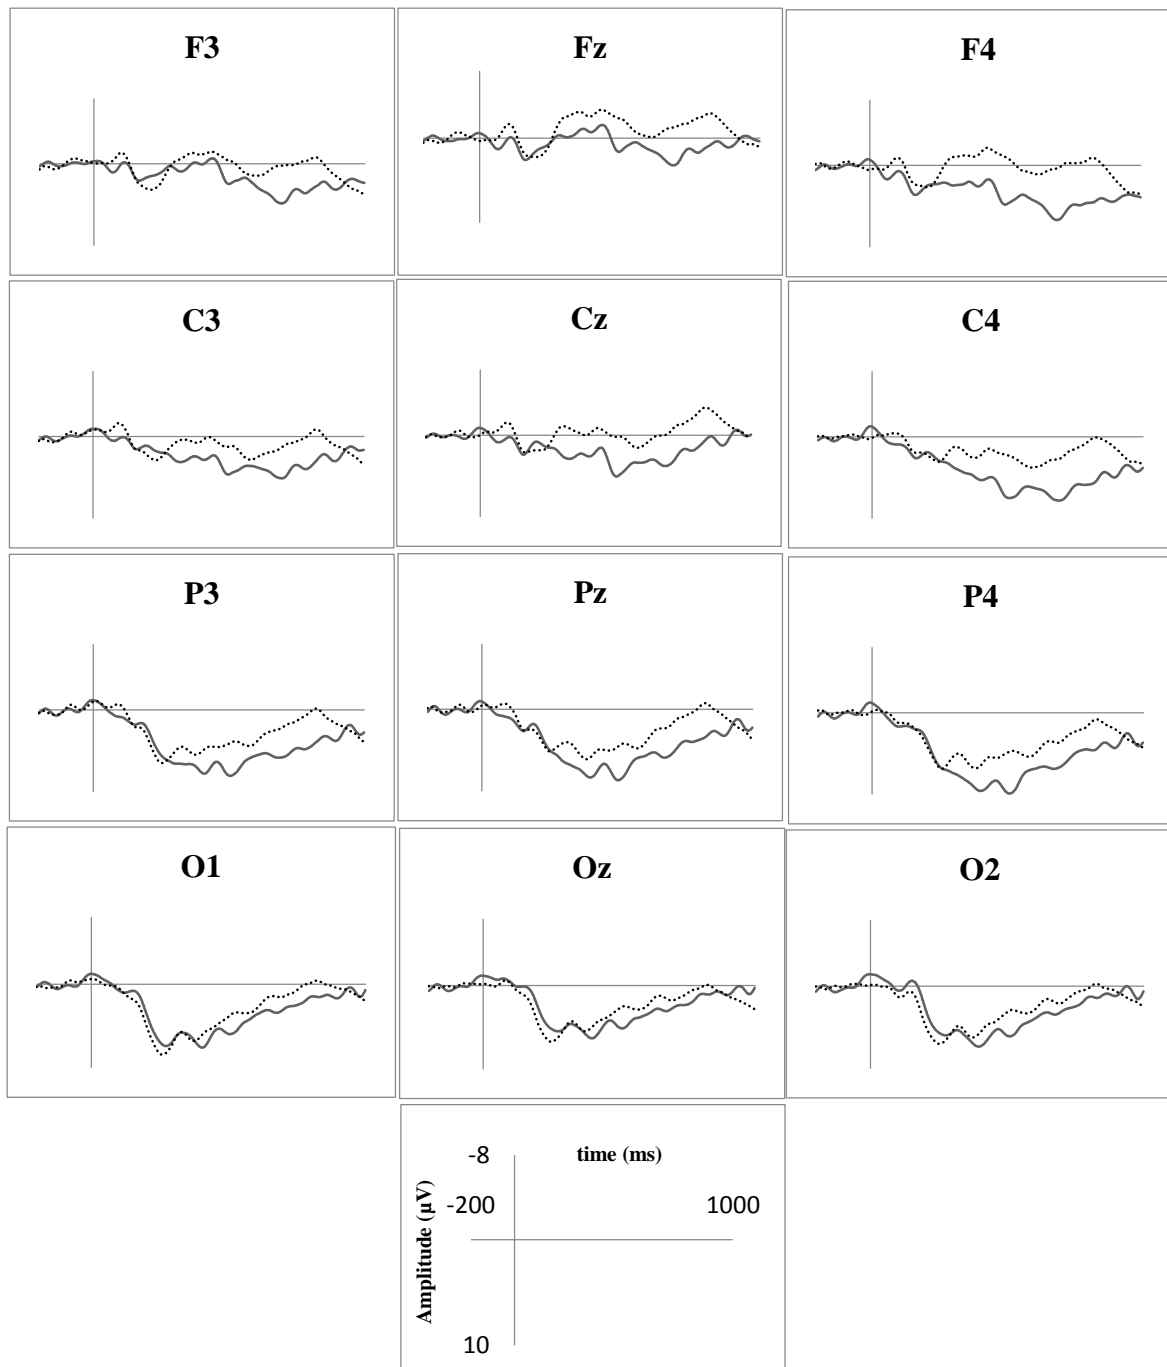 F3
Fz
F4
C3
Cz
C4
P3
Pz
P4
O1
Oz
O2
-8
time (ms)
-200
1000
Amplitude (µV)
10